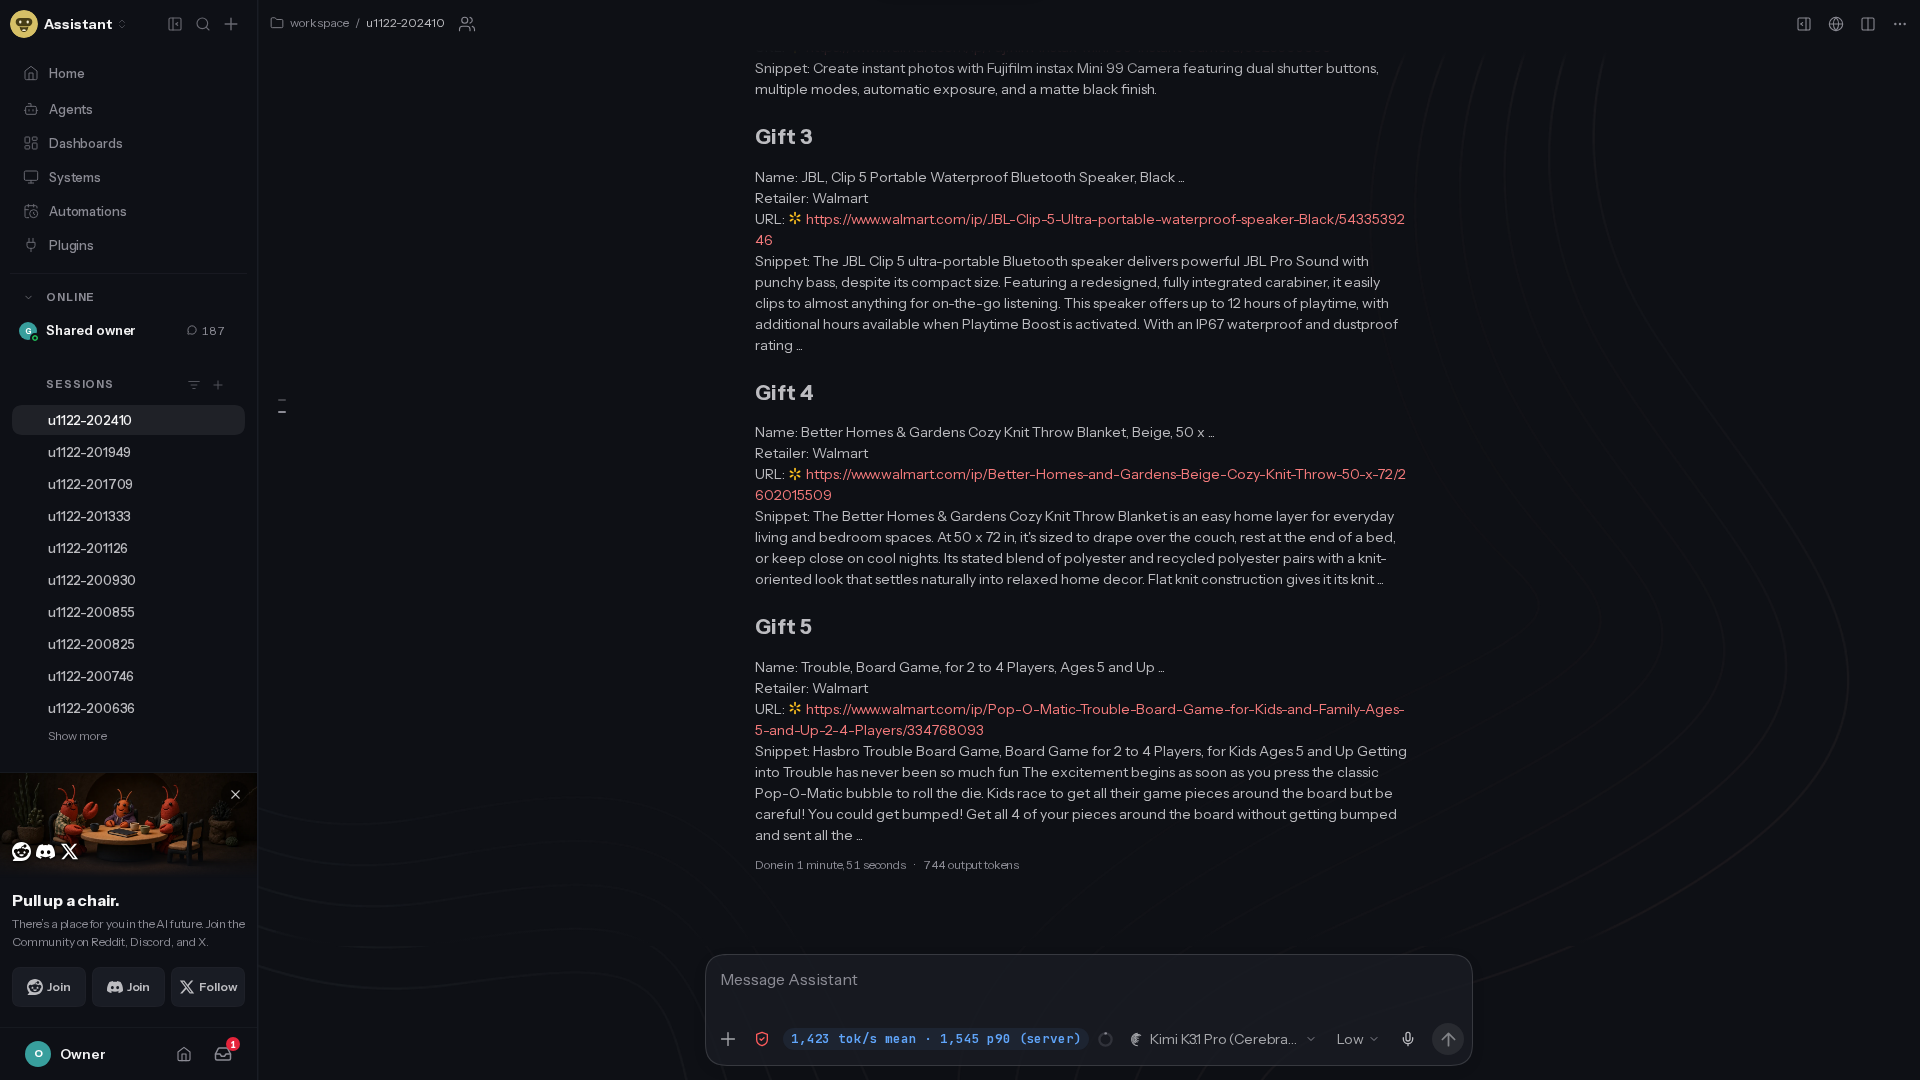 Assistant
Home
Agents
Dashboards
Systems
Automations
Plugins
ONLINE
G
Shared owner
187
SESSIONS
u1122-202410
u1122-201949
u1122-201709
u1122-201333
u1122-201126
u1122-200930
u1122-200855
u1122-200825
u1122-200746
u1122-200636
Show more
Pull up a chair.
There's a place for you in the AI future. Join the
Community on Reddit, Discord, and X.
Join
Join
Follow
O
Owner
1
workspace / u1122-202410
Snippet: Create instant photos with Fujifilm instax Mini 99 Camera featuring dual shutter buttons,
multiple modes, automatic exposure, and a matte black finish.
Gift 3
Name: JBL, Clip 5 Portable Waterproof Bluetooth Speaker, Black ...
Retailer: Walmart
URL: https://www.walmart.com/ip/JBL-Clip-5-Ultra-portable-waterproof-speaker-Black/54335392
46
Snippet: The JBL Clip 5 ultra-portable Bluetooth speaker delivers powerful JBL Pro Sound with
punchy bass, despite its compact size. Featuring a redesigned, fully integrated carabiner, it easily
clips to almost anything for on-the-go listening. This speaker offers up to 12 hours of playtime, with
additional hours available when Playtime Boost is activated. With an IP67 waterproof and dustproof
rating ...
Gift 4
Name: Better Homes & Gardens Cozy Knit Throw Blanket, Beige, 50 x ...
Retailer: Walmart
URL: https://www.walmart.com/ip/Better-Homes-and-Gardens-Beige-Cozy-Knit-Throw-50-x-72/2
602015509
Snippet: The Better Homes & Gardens Cozy Knit Throw Blanket is an easy home layer for everyday
living and bedroom spaces. At 50 x 72 in, it's sized to drape over the couch, rest at the end of a bed,
or keep close on cool nights. Its stated blend of polyester and recycled polyester pairs with a knit-
oriented look that settles naturally into relaxed home decor. Flat knit construction gives it its knit ...
Gift 5
Name: Trouble, Board Game, for 2 to 4 Players, Ages 5 and Up ...
Retailer: Walmart
URL: https://www.walmart.com/ip/Pop-O-Matic-Trouble-Board-Game-for-Kids-and-Family-Ages-
5-and-Up-2-4-Players/334768093
Snippet: Hasbro Trouble Board Game, Board Game for 2 to 4 Players, for Kids Ages 5 and Up Getting
into Trouble has never been so much fun The excitement begins as soon as you press the classic
Pop-O-Matic bubble to roll the die. Kids race to get all their game pieces around the board but be
careful! You could get bumped! Get all 4 of your pieces around the board without getting bumped
and sent all the ...
Done in 1 minute, 51 seconds · 744 output tokens
Message Assistant
1,423 tok/s mean · 1,545 p90 (server)
Kimi K3.1 Pro (Cerebra...
Low